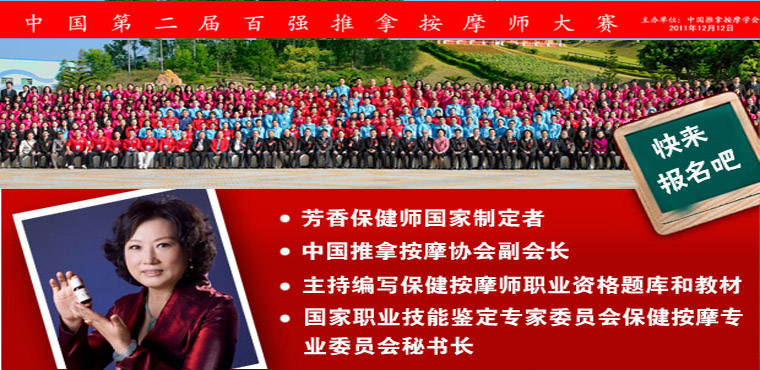 中国第二届百强推拿按摩师大赛
主办单位：中国推拿按摩学会
2011年12月12日
快来
报名吧
• 芳香保健师国家制定者
• 中国推拿按摩协会副会长
• 主持编写保健按摩师职业资格题库和教材
• 国家职业技能鉴定专家委员会保健按摩专
业委员会秘书长